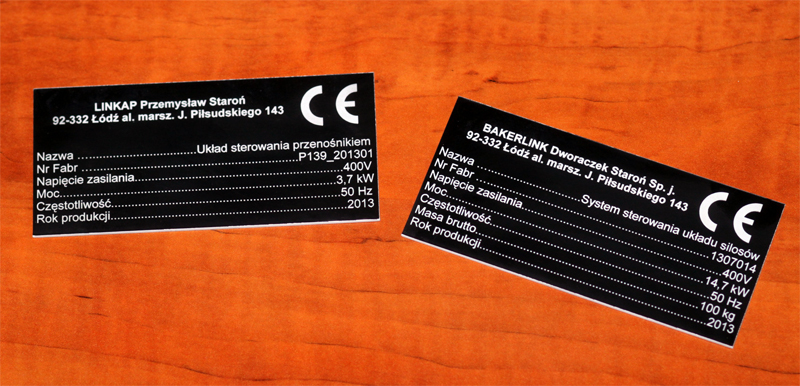 LINKAP Przemysław Staroń
92-332 Łódź al. marsz. J. Piłsudskiego 143
CE
Nazwa ....................................Układ sterowania przenośnikiem
Nr Fabr ....................................P139_201301
Napięcie zasilania....................................400V
Moc....................................3,7 kW
Częstotliwość....................................50 Hz
Rok produkcji....................................2013
BAKERLINK Dworaczek Staroń Sp. j.
92-332 Łódź al. marsz. J. Piłsudskiego 143
CE
Nazwa ....................................System sterowania układu silosów
Nr Fabr ....................................1307014
Napięcie zasilania....................................400V
Moc....................................14,7 kW
Częstotliwość....................................50 Hz
Masa brutto....................................100 kg
Rok produkcji....................................2013